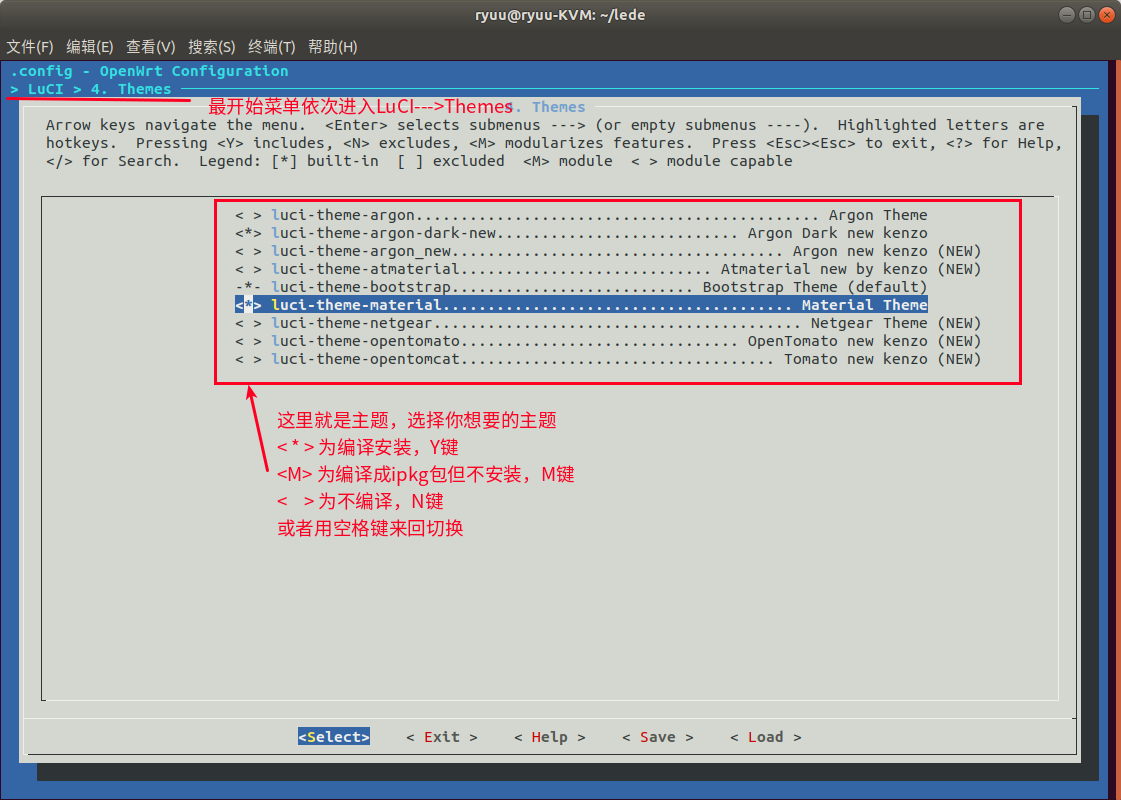 ryuu@ryuu-KVM: ~/lede
文件(F) 编辑(E) 查看(V) 搜索(S) 终端(T) 帮助(H)
.config - OpenWrt Configuration
> LuCI > 4. Themes
最开始菜单依次进入LuCI--->Themes
4. Themes
Arrow keys navigate the menu.  <Enter> selects submenus ---> (or empty submenus ----).  Highlighted letters are
hotkeys.  Pressing <Y> includes, <N> excludes, <M> modularizes features.  Press <Esc><Esc> to exit, <?> for Help,
</> for Search.  Legend: [*] built-in  [ ] excluded  <M> module  < > module capable
< > luci-theme-argon............................................. Argon Theme
<*> luci-theme-argon-dark-new........................... Argon Dark new kenzo
< > luci-theme-argon_new..................................... Argon new kenzo (NEW)
< > luci-theme-atmaterial............................ Atmaterial new by kenzo (NEW)
-*- luci-theme-bootstrap........................... Bootstrap Theme (default)
<*> luci-theme-material....................................... Material Theme
< > luci-theme-netgear......................................... Netgear Theme (NEW)
< > luci-theme-opentomato............................... OpenTomato new kenzo (NEW)
< > luci-theme-opentomcat................................... Tomato new kenzo (NEW)
这里就是主题，选择你想要的主题
< * > 为编译安装，Y键
<M> 为编译成ipkg包但不安装，M键
<   > 为不编译，N键
或者用空格键来回切换
<Select>    < Exit >    < Help >    < Save >    < Load >